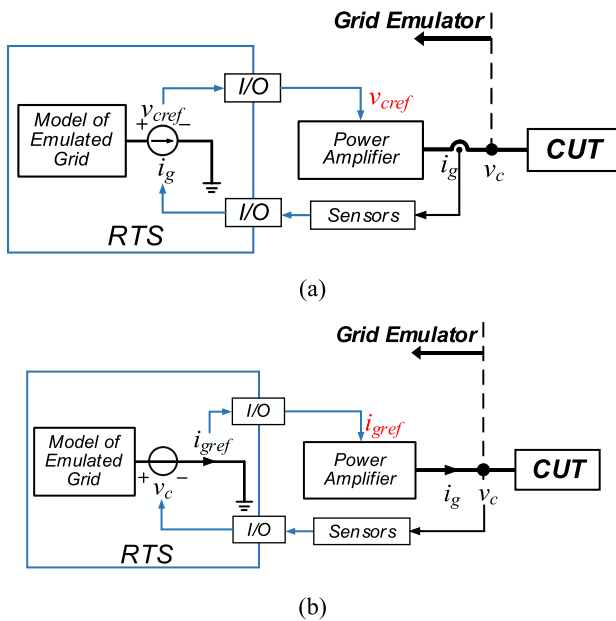 Grid Emulator
I/O
v_cref
v_cref
Model of
Emulated
Grid
+ −
Power
Amplifier
CUT
i_g
i_g
v_c
I/O
Sensors
RTS
(a)
Grid Emulator
I/O
i_gref
i_gref
Model of
Emulated
Grid
+ −
v_c
Power
Amplifier
CUT
i_g
v_c
I/O
Sensors
RTS
(b)